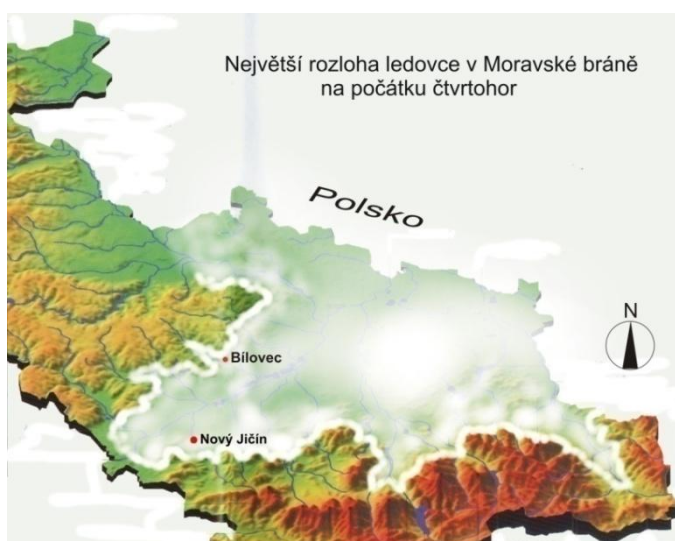 Největší rozloha ledovce v Moravské bráně
na počátku čtvrtohor
Polsko
N
Bílovec
Nový Jičín